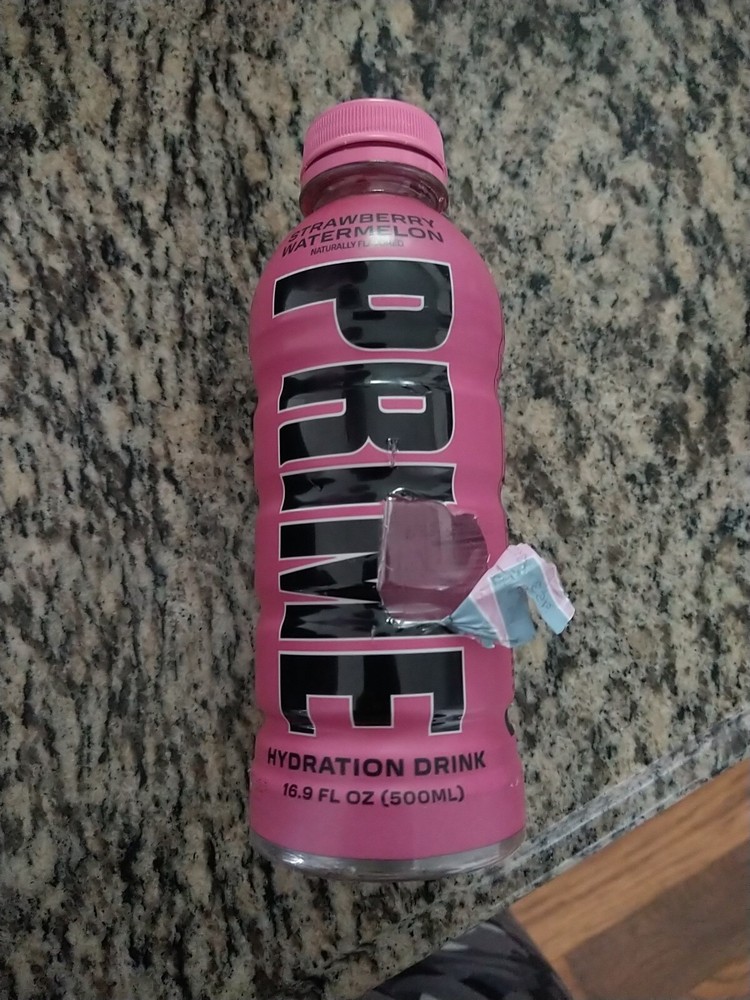 STRAWBERRY
WATERMELON
NATURALLY FLAVORED
PRIME
HYDRATION DRINK
16.9 FL OZ (500ML)